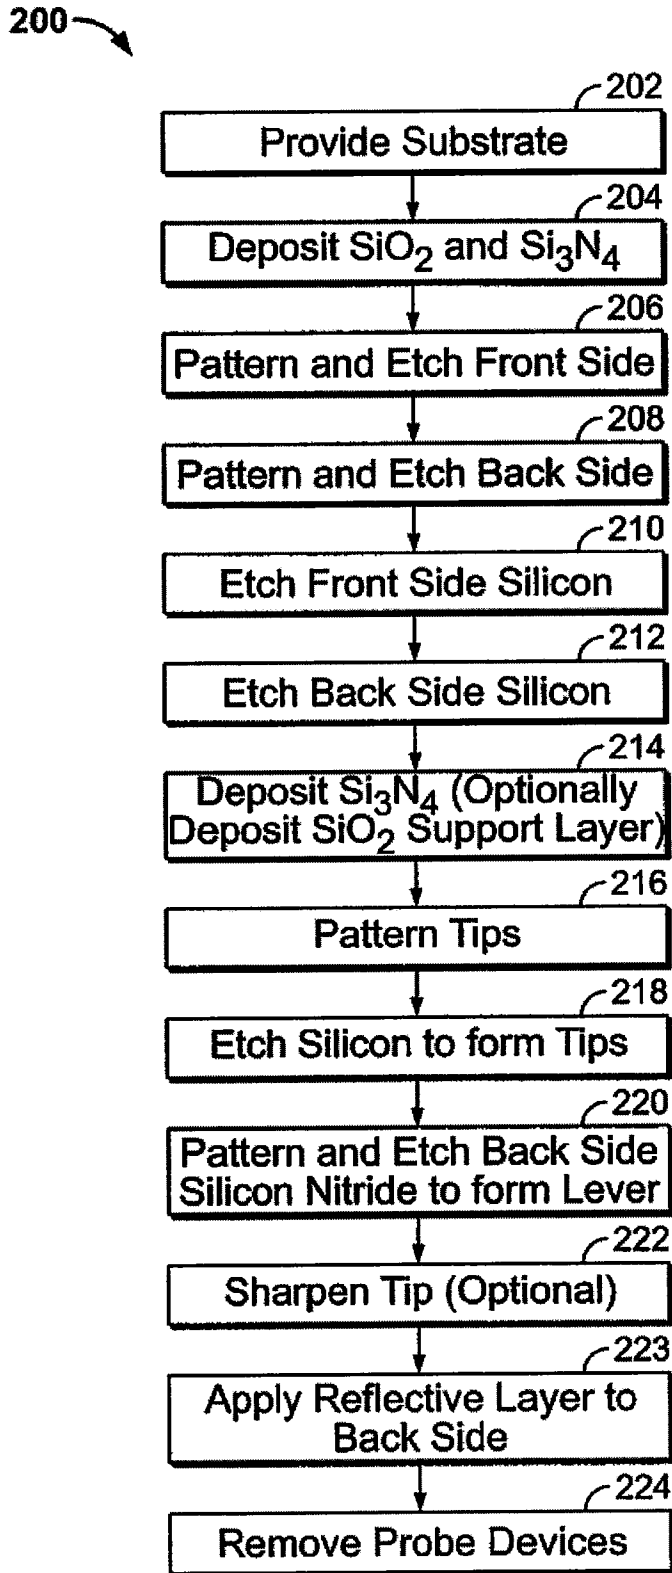 200
202
Provide Substrate
204
Deposit SiO₂ and Si₃N₄
206
Pattern and Etch Front Side
208
Pattern and Etch Back Side
210
Etch Front Side Silicon
212
Etch Back Side Silicon
214
Deposit Si₃N₄ (Optionally
Deposit SiO₂ Support Layer)
216
Pattern Tips
218
Etch Silicon to form Tips
220
Pattern and Etch Back Side
Silicon Nitride to form Lever
222
Sharpen Tip (Optional)
223
Apply Reflective Layer to
Back Side
224
Remove Probe Devices